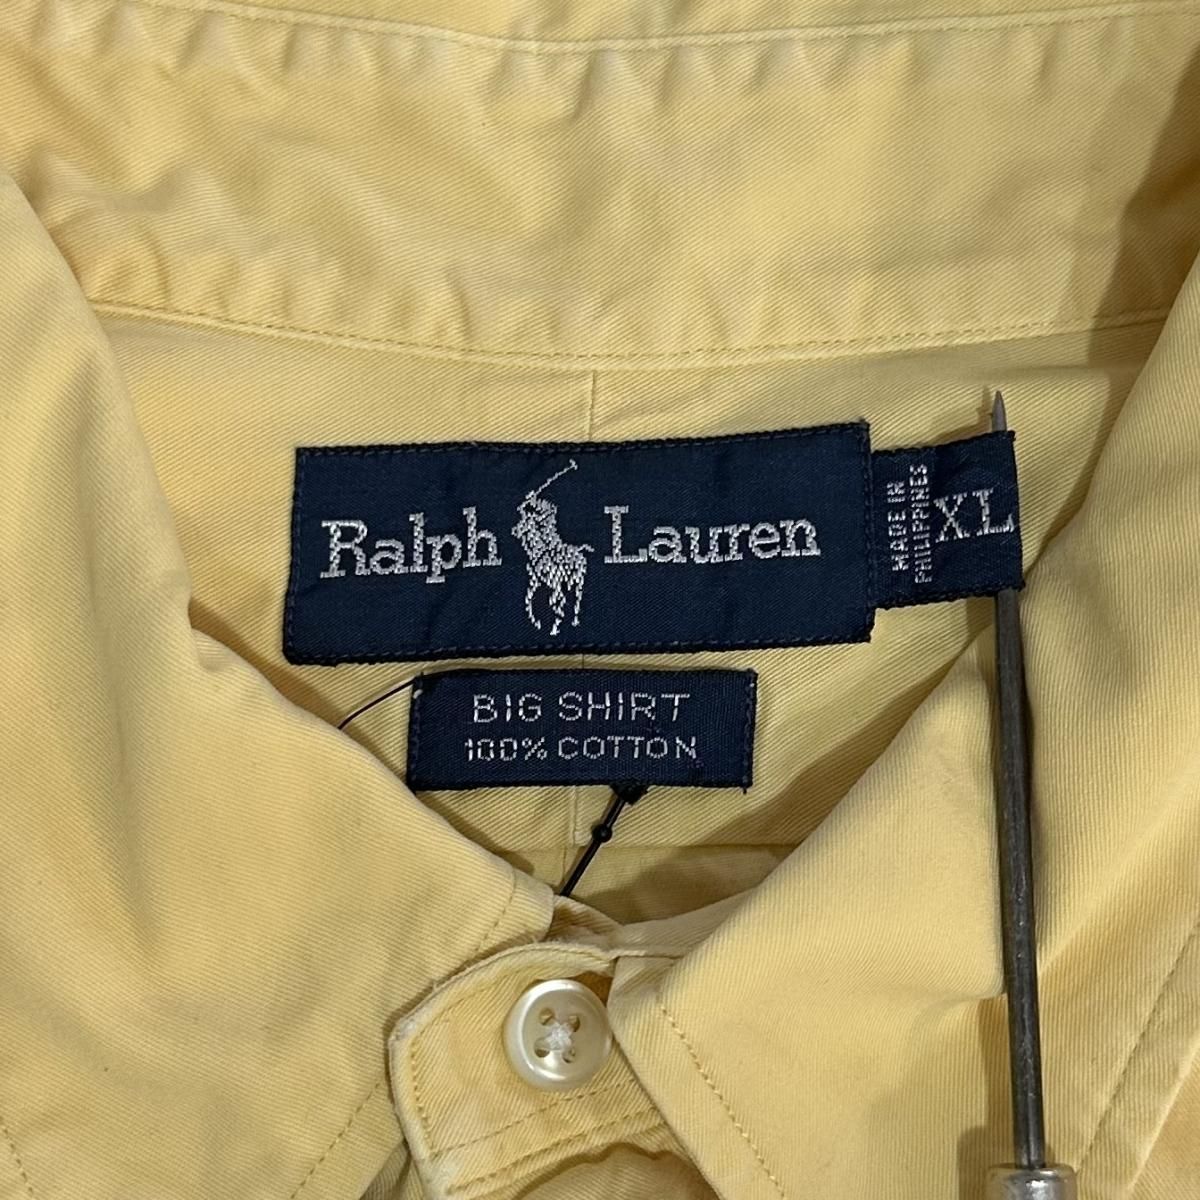 Ralph Lauren
MADE IN
PHILIPPINES
XL
BIG SHIRT
100% COTTON